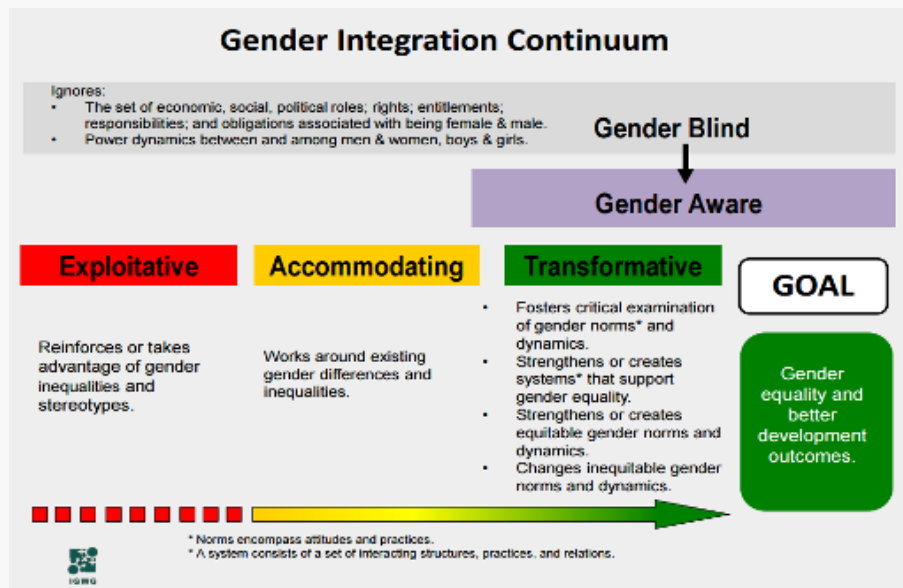 Gender Integration Continuum
Ignores:
• The set of economic, social, political roles; rights; entitlements;
responsibilities; and obligations associated with being female & male.
• Power dynamics between and among men & women, boys & girls.
Gender Blind
Gender Aware
Exploitative
Reinforces or takes
advantage of gender
inequalities and
stereotypes.
Accommodating
Works around existing
gender differences and
inequalities.
Transformative
• Fosters critical examination
of gender norms* and
dynamics.
• Strengthens or creates
systems* that support
gender equality.
• Strengthens or creates
equitable gender norms and
dynamics.
• Changes inequitable gender
norms and dynamics.
GOAL
Gender
equality and
better
development
outcomes.
* Norms encompass attitudes and practices.
* A system consists of a set of interacting structures, practices, and relations.
IGWG